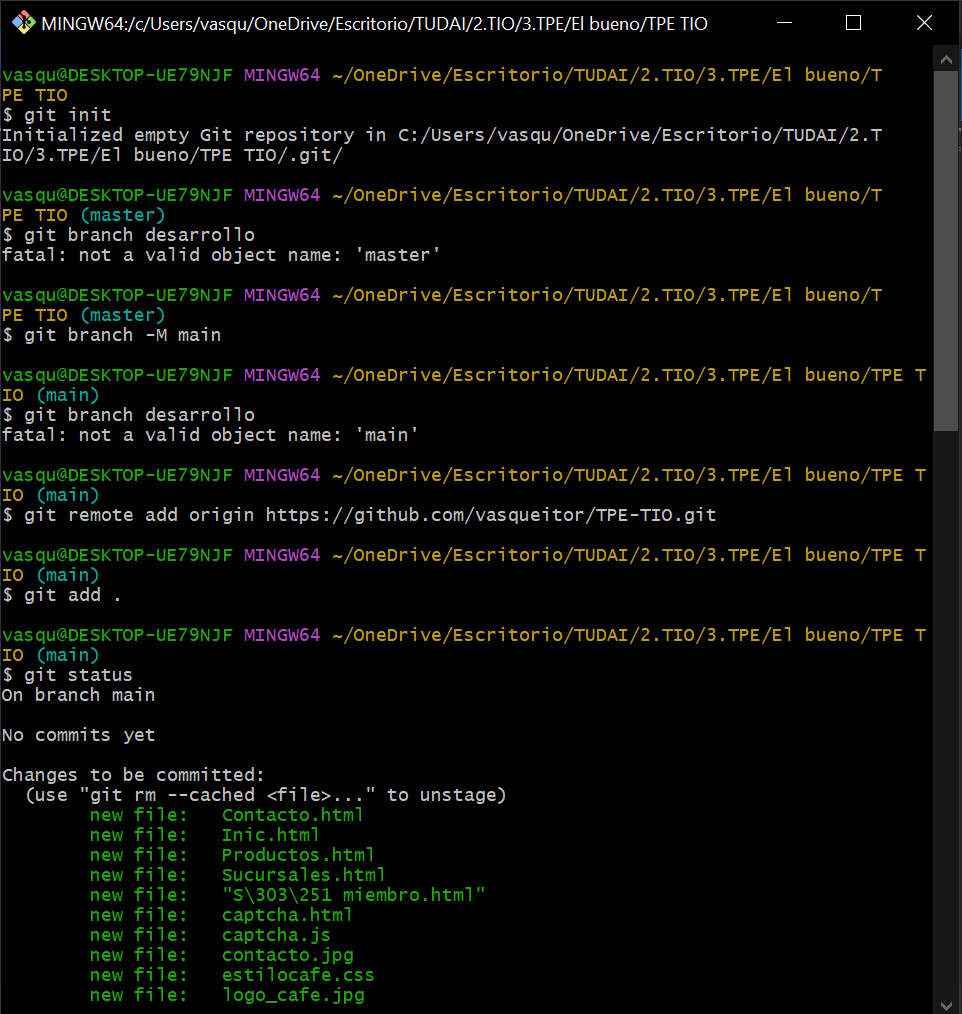 MINGW64:/c/Users/vasqu/OneDrive/Escritorio/TUDAI/2.TIO/3.TPE/El bueno/TPE TIO
vasqu@DESKTOP-UE79NJF MINGW64 ~/OneDrive/Escritorio/TUDAI/2.TIO/3.TPE/El bueno/T
PE TIO
$ git init
Initialized empty Git repository in C:/Users/vasqu/OneDrive/Escritorio/TUDAI/2.T
IO/3.TPE/El bueno/TPE TIO/.git/
vasqu@DESKTOP-UE79NJF MINGW64 ~/OneDrive/Escritorio/TUDAI/2.TIO/3.TPE/El bueno/T
PE TIO (master)
$ git branch desarrollo
fatal: not a valid object name: 'master'
vasqu@DESKTOP-UE79NJF MINGW64 ~/OneDrive/Escritorio/TUDAI/2.TIO/3.TPE/El bueno/T
PE TIO (master)
$ git branch -M main
vasqu@DESKTOP-UE79NJF MINGW64 ~/OneDrive/Escritorio/TUDAI/2.TIO/3.TPE/El bueno/TPE T
IO (main)
$ git branch desarrollo
fatal: not a valid object name: 'main'
vasqu@DESKTOP-UE79NJF MINGW64 ~/OneDrive/Escritorio/TUDAI/2.TIO/3.TPE/El bueno/TPE T
IO (main)
$ git remote add origin https://github.com/vasqueitor/TPE-TIO.git
vasqu@DESKTOP-UE79NJF MINGW64 ~/OneDrive/Escritorio/TUDAI/2.TIO/3.TPE/El bueno/TPE T
IO (main)
$ git add .
vasqu@DESKTOP-UE79NJF MINGW64 ~/OneDrive/Escritorio/TUDAI/2.TIO/3.TPE/El bueno/TPE T
IO (main)
$ git status
On branch main
No commits yet
Changes to be committed:
(use "git rm --cached <file>..." to unstage)
new file: Contacto.html
new file: Inic.html
new file: Productos.html
new file: Sucursales.html
new file: "S\303\251 miembro.html"
new file: captcha.html
new file: captcha.js
new file: contacto.jpg
new file: estilocafe.css
new file: logo_cafe.jpg